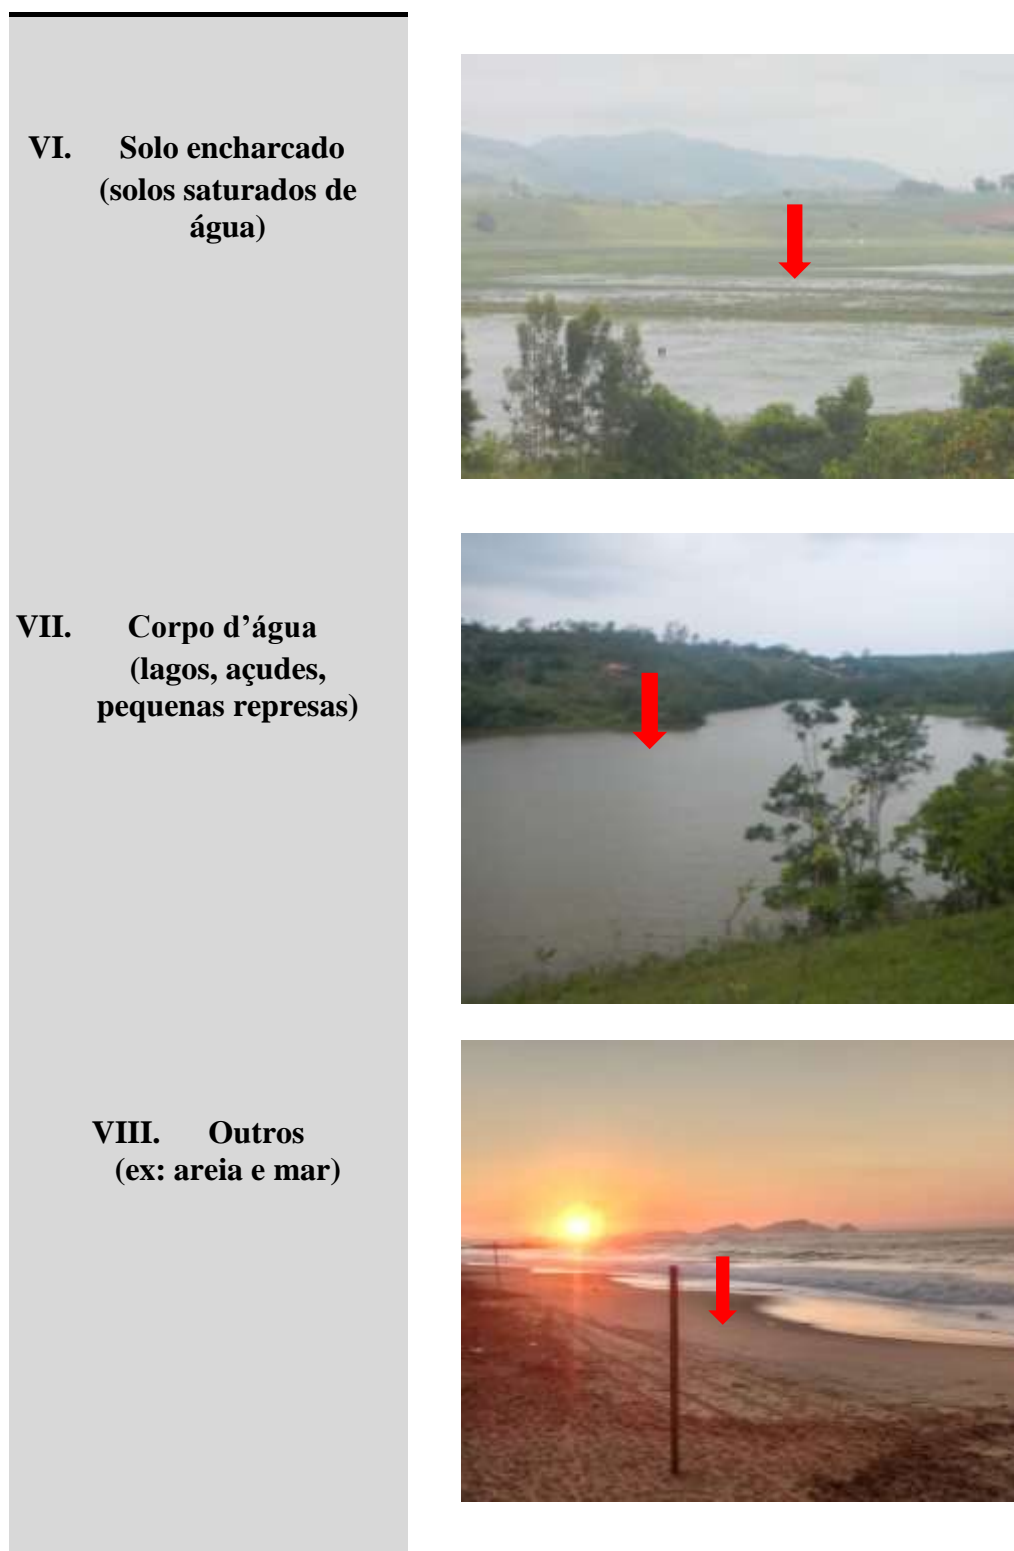 VI. Solo encharcado
(solos saturados de
água)
VII. Corpo d’água
(lagos, açudes,
pequenas represas)
VIII. Outros
(ex: areia e mar)